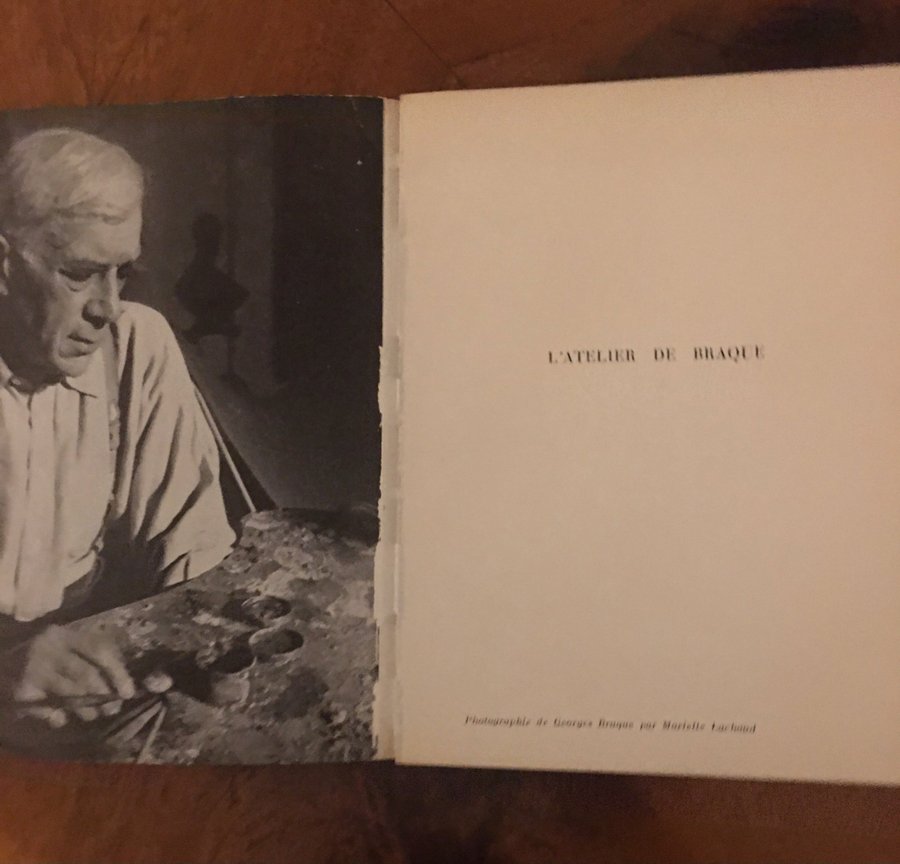 L'ATELIER DE BRAQUE
Photographie de Georges Braque par Mariette Lachaud